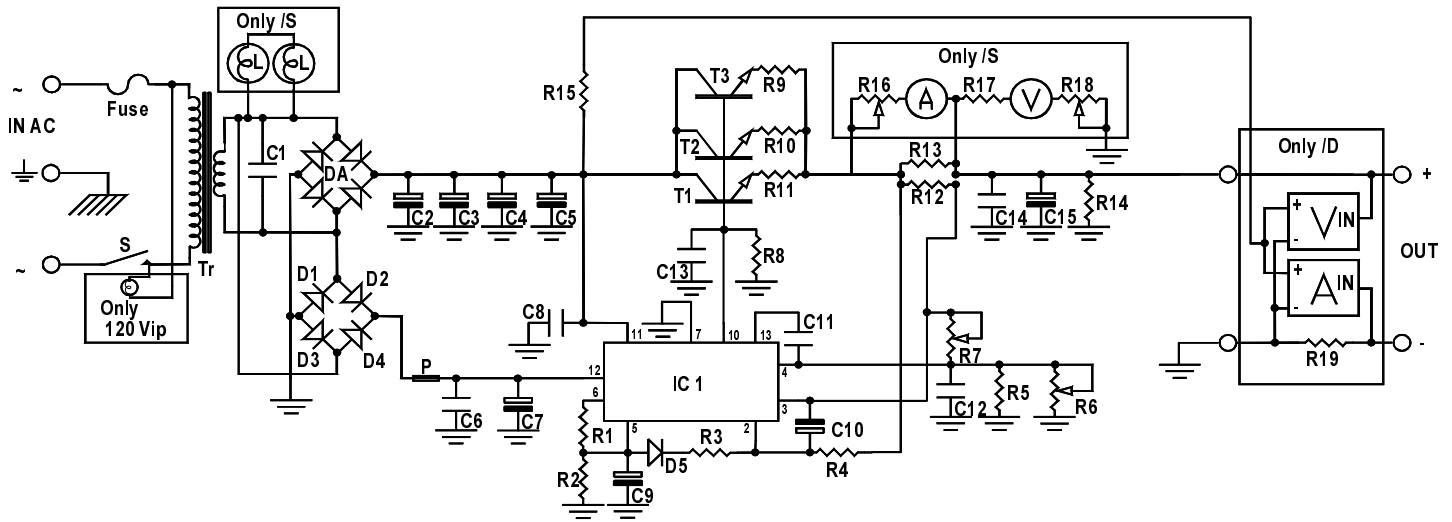 Only /S
L
L
~
Fuse
IN AC
S
~
Tr
Only
120 Vip
C1
DA
D1
D2
D3
D4
C2
C3
C4
C5
R15
T3
T2
T1
R9
R10
R11
C13
R8
Only /S
R16
A
R17
V
R18
R13
R12
C14
C15
R14
Only /D
+
V IN
-
+
A IN
-
R19
+
OUT
-
P
C6
C7
C8
11
7
10
13
C11
12
6
IC 1
4
3
5
2
R1
R2
C9
D5
R3
C10
R4
R7
C12
R5
R6